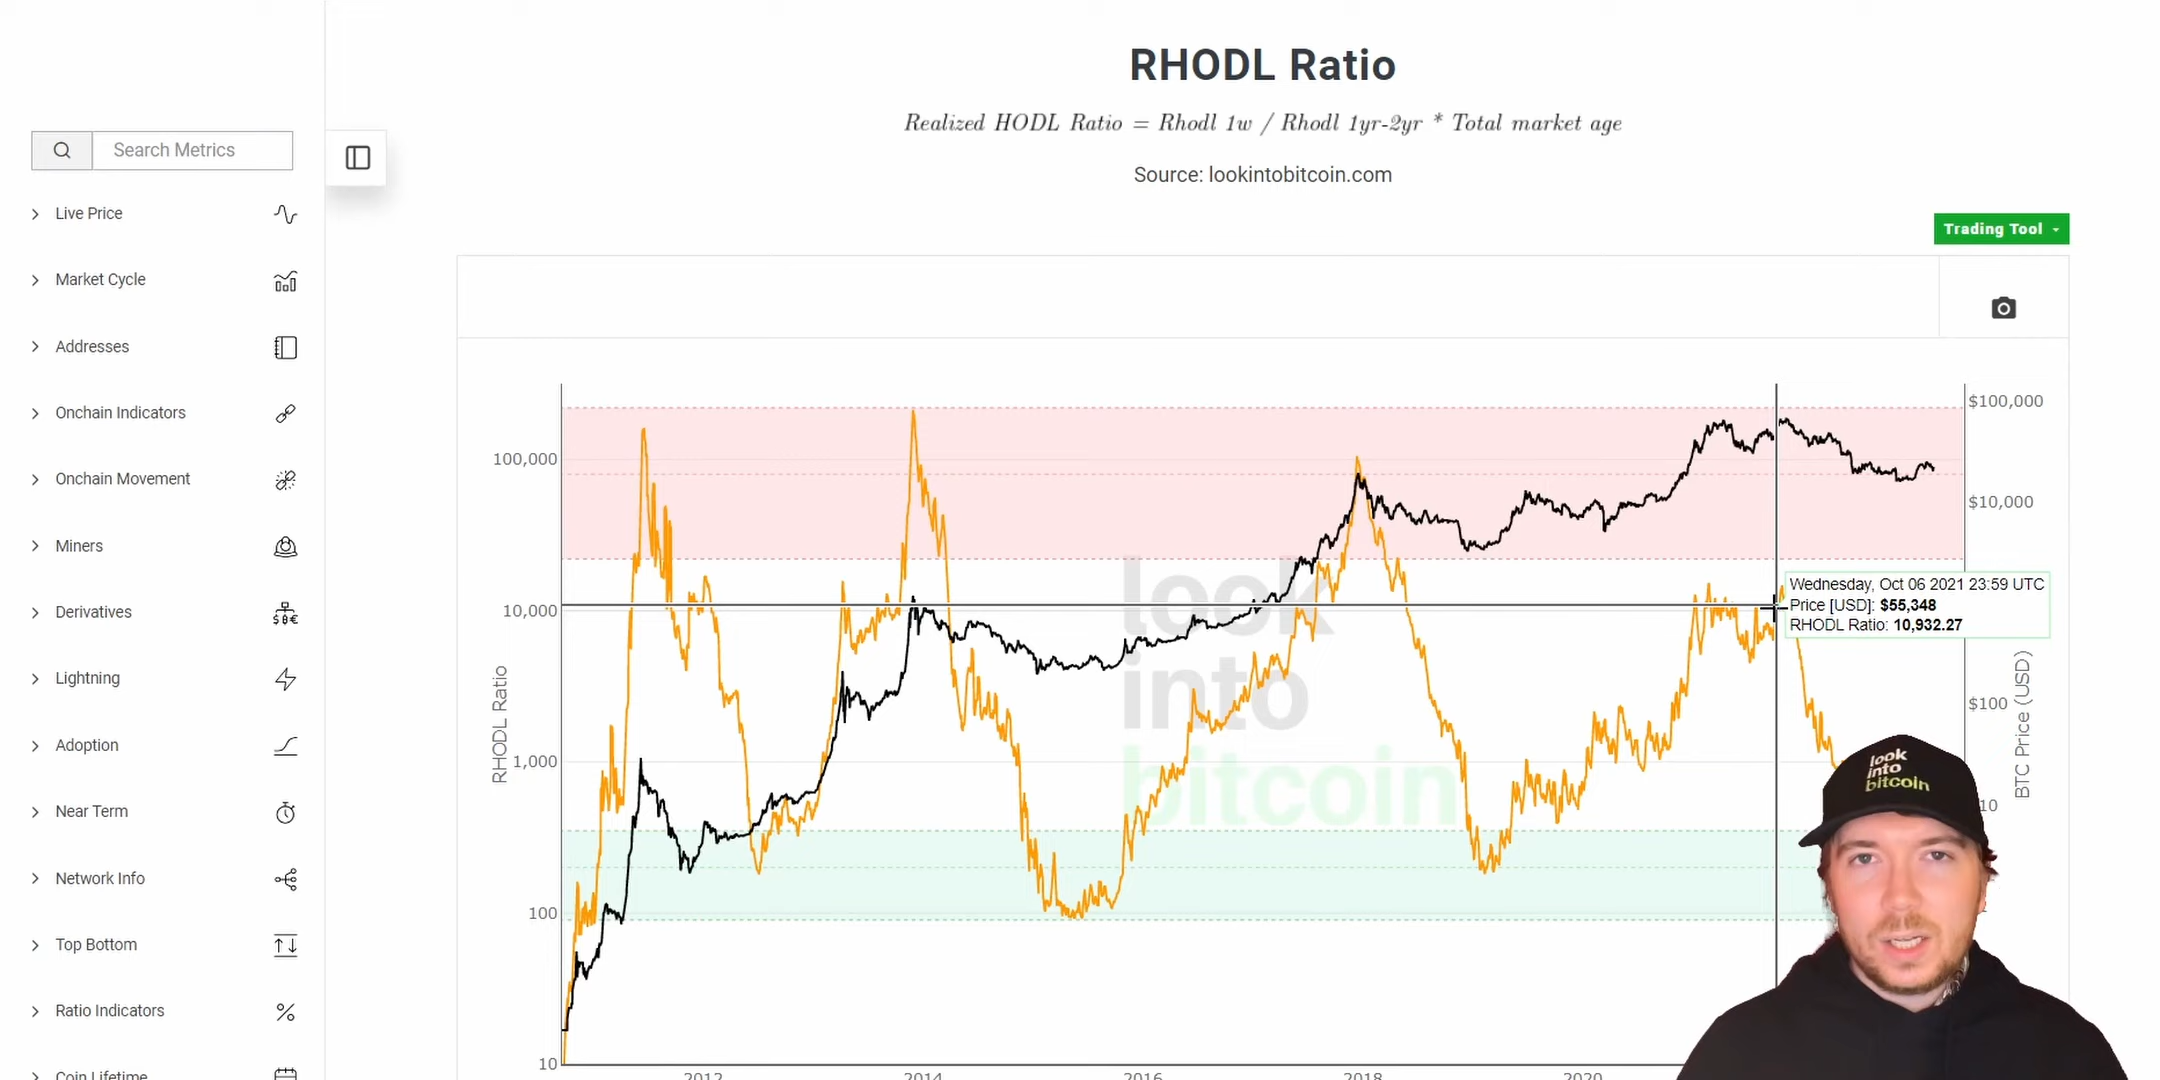 RHODL Ratio
Realized HODL Ratio = Rhodl 1w / Rhodl 1yr-2yr * Total market age
Source: lookintobitcoin.com
Search Metrics
Live Price
Market Cycle
Addresses
Onchain Indicators
Onchain Movement
Miners
Derivatives
Lightning
Adoption
Near Term
Network Info
Top Bottom
Ratio Indicators
Coin Lifetime
Trading Tool
100,000
10,000
1,000
100
10
RHODL Ratio
look
into
bitcoin
$100,000
$10,000
$100
10
BTC Price (USD)
Wednesday, Oct 06 2021 23:59 UTC
Price [USD]: $55,348
RHODL Ratio: 10,932.27
look
into
bitcoin
2012
2014
2016
2018
2020